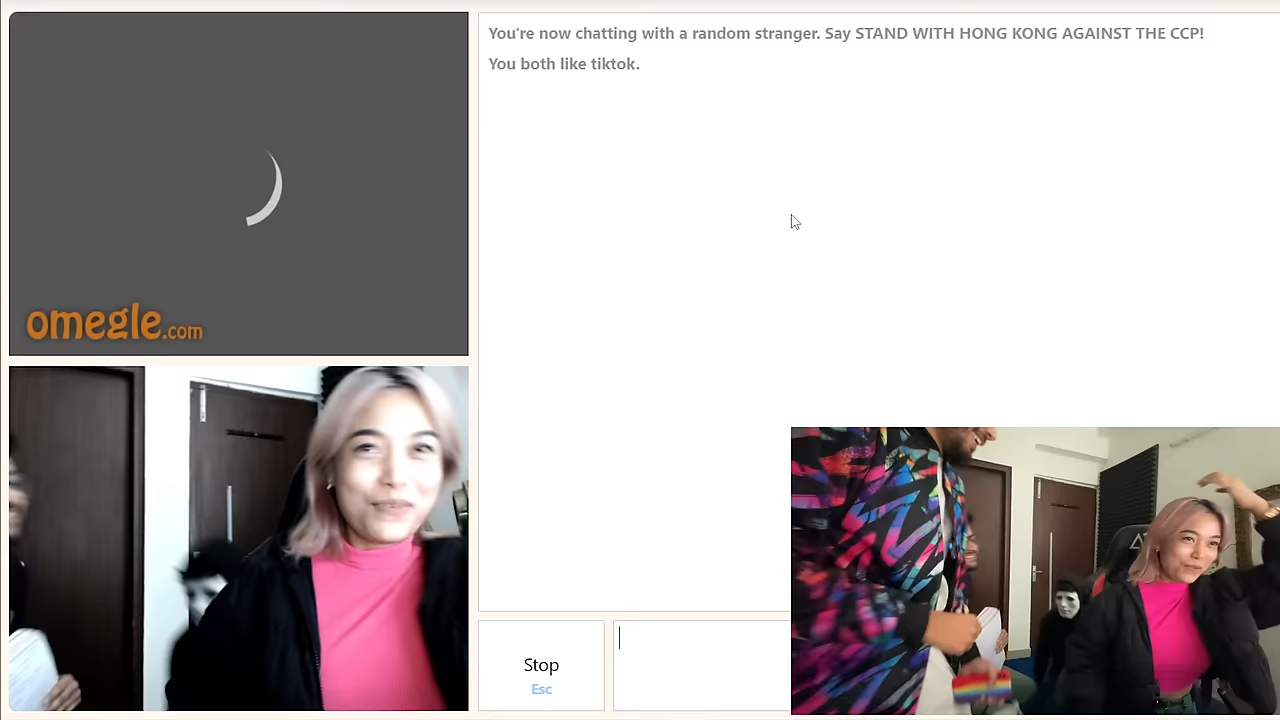 You're now chatting with a random stranger. Say STAND WITH HONG KONG AGAINST THE CCP!
You both like tiktok.
omegle.com
Stop
Esc